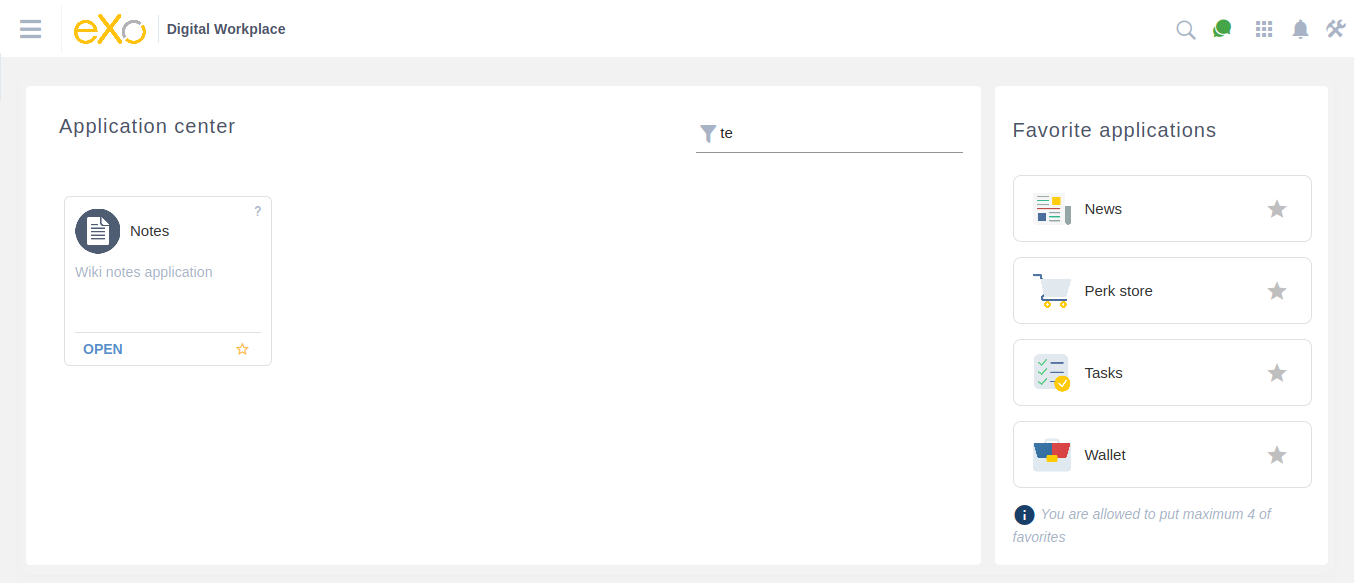 eXo
Digital Workplace
Application center
te
?
Notes
Wiki notes application
OPEN
Favorite applications
News
Perk store
Tasks
Wallet
i
You are allowed to put maximum 4 of
favorites